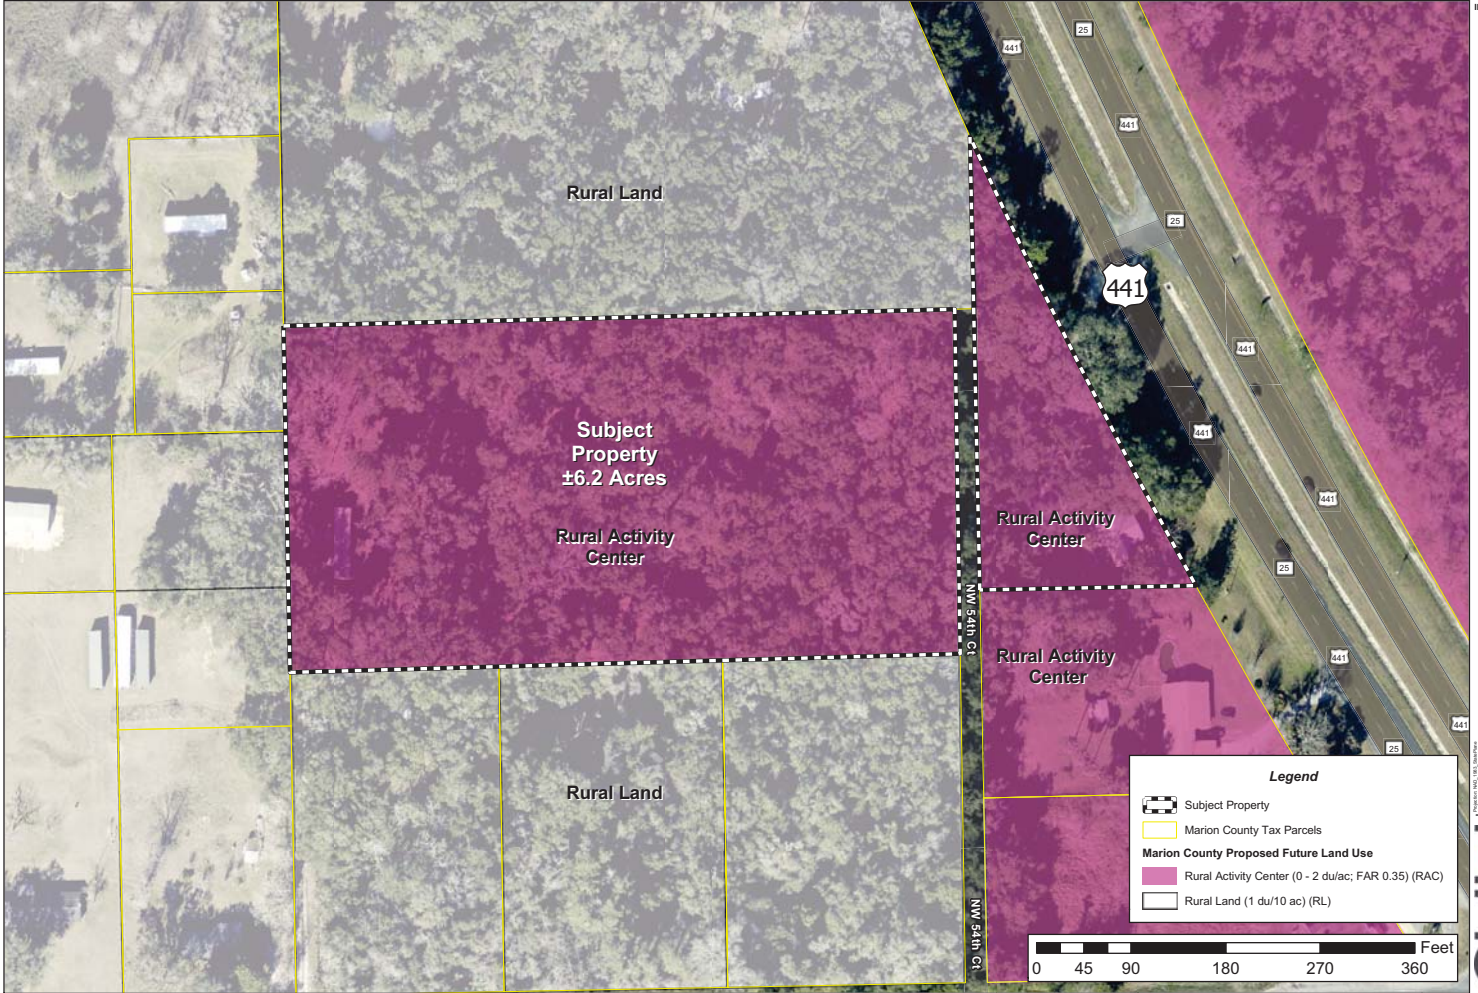 25
441
441
25
Rural Land
441
441
Subject
Property
±6.2 Acres
441
441
Rural Activity
Center
Rural Activity
Center
25
NW 54th Ct
Rural Activity
Center
441
441
25
Rural Land
Legend
Subject Property
Marion County Tax Parcels
Marion County Proposed Future Land Use
Rural Activity Center (0 - 2 du/ac; FAR 0.35) (RAC)
Rural Land (1 du/10 ac) (RL)
NW 54th Ct
Feet
0 45 90 180 270 360